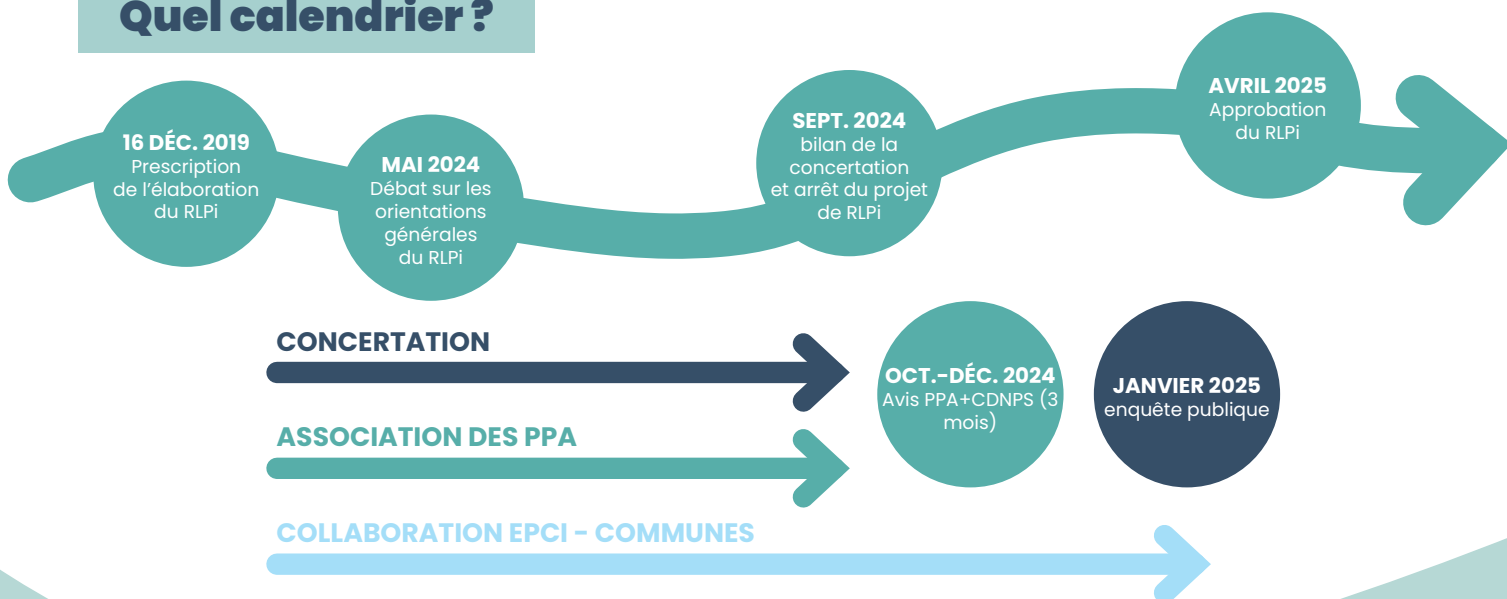 Quel calendrier ?
16 DÉC. 2019
Prescription
de l'élaboration
du RLPi
MAI 2024
Débat sur les
orientations
générales
du RLPi
SEPT. 2024
bilan de la
concertation
et arrêt du projet
de RLPi
AVRIL 2025
Approbation
du RLPi
CONCERTATION
ASSOCIATION DES PPA
COLLABORATION EPCI - COMMUNES
OCT.-DÉC. 2024
Avis PPA+CDNPS (3
mois)
JANVIER 2025
enquête publique